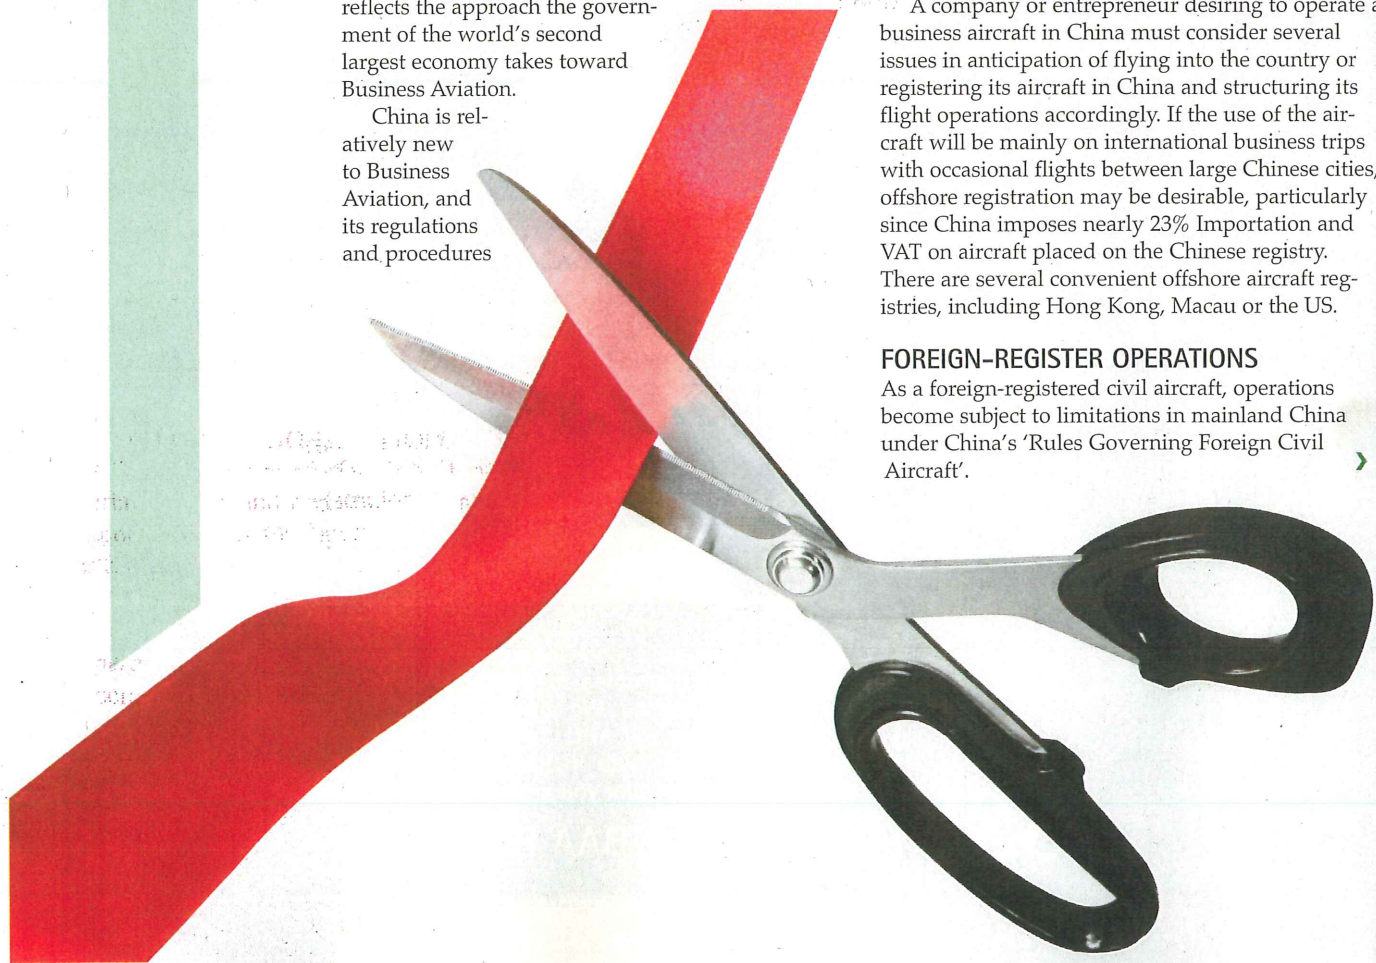 reflects the approach the govern-
ment of the world's second
largest economy takes toward
Business Aviation.
China is rel-
atively new
to Business
Aviation, and
its regulations
and procedures
A company or entrepreneur desiring to operate a
business aircraft in China must consider several
issues in anticipation of flying into the country or
registering its aircraft in China and structuring its
flight operations accordingly. If the use of the air-
craft will be mainly on international business trips
with occasional flights between large Chinese cities,
offshore registration may be desirable, particularly
since China imposes nearly 23% Importation and
VAT on aircraft placed on the Chinese registry.
There are several convenient offshore aircraft reg-
istries, including Hong Kong, Macau or the US.
FOREIGN-REGISTER OPERATIONS
As a foreign-registered civil aircraft, operations
become subject to limitations in mainland China
under China's 'Rules Governing Foreign Civil
Aircraft'.